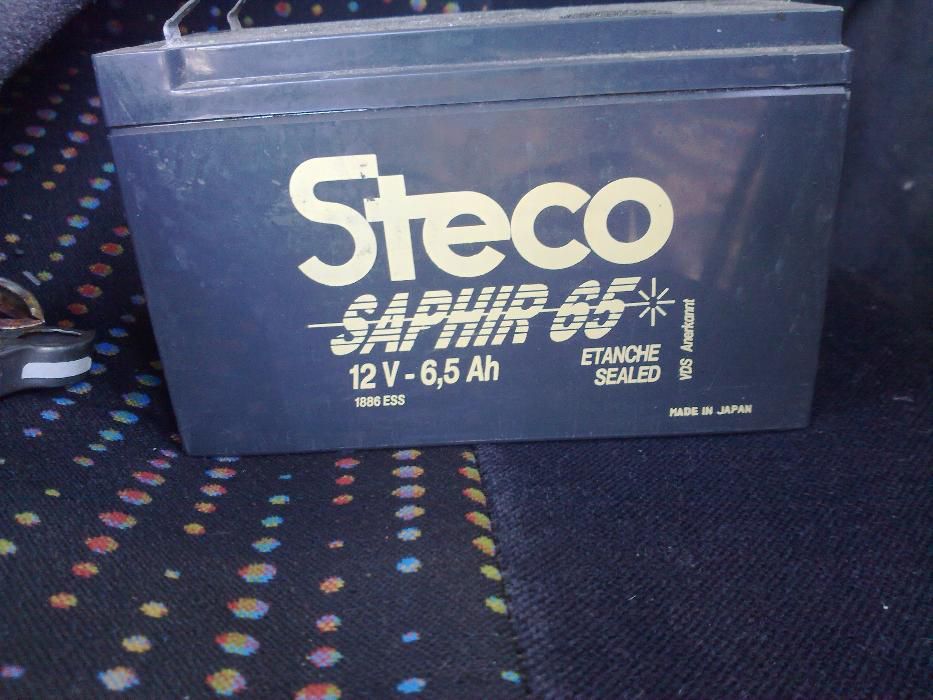 Steco
SAPHIR 65
12 V - 6,5 Ah
1886 ESS
ETANCHE
SEALED
VDS Anerkannt
MADE IN JAPAN